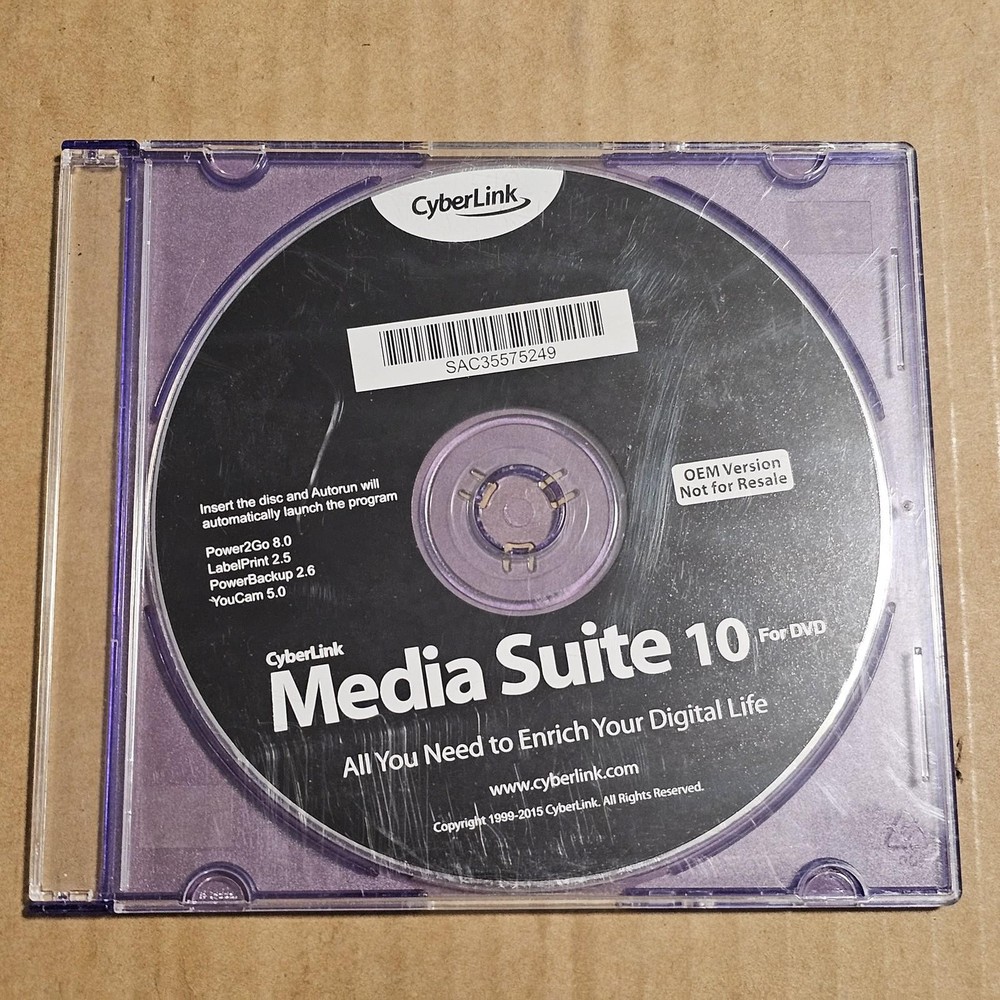 CyberLink
SAC35575249
OEM Version
Not for Resale
Insert the disc and Autorun will
automatically launch the program
Power2Go 8.0
LabelPrint 2.5
PowerBackup 2.6
YouCam 5.0
CyberLink
Media Suite 10 For DVD
All You Need to Enrich Your Digital Life
www.cyberlink.com
Copyright 1999-2015 CyberLink. All Rights Reserved.